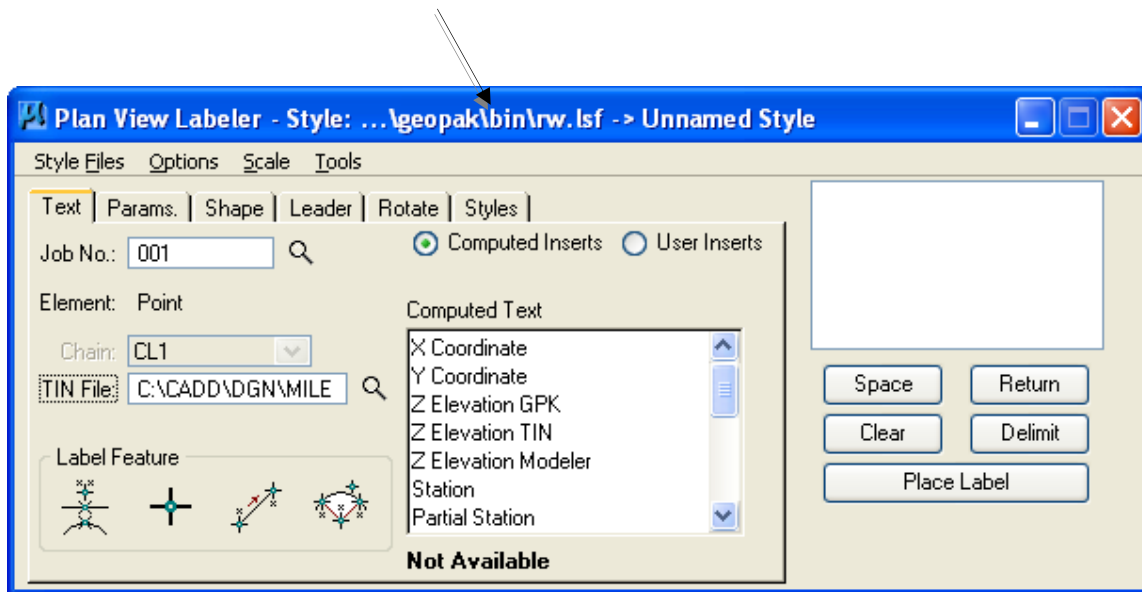 Plan View Labeler - Style: ...\geopak\bin\rw.lsf -> Unnamed Style
Style Files Options Scale Tools
Text Params. Shape Leader Rotate Styles
Job No.: 001
Computed Inserts User Inserts
Element: Point
Computed Text
Chain: CL1
TIN File: C:\CADD\DGN\MILE
X Coordinate
Y Coordinate
Z Elevation GPK
Z Elevation TIN
Z Elevation Modeler
Station
Partial Station
Label Feature
Not Available
Space Return
Clear Delimit
Place Label